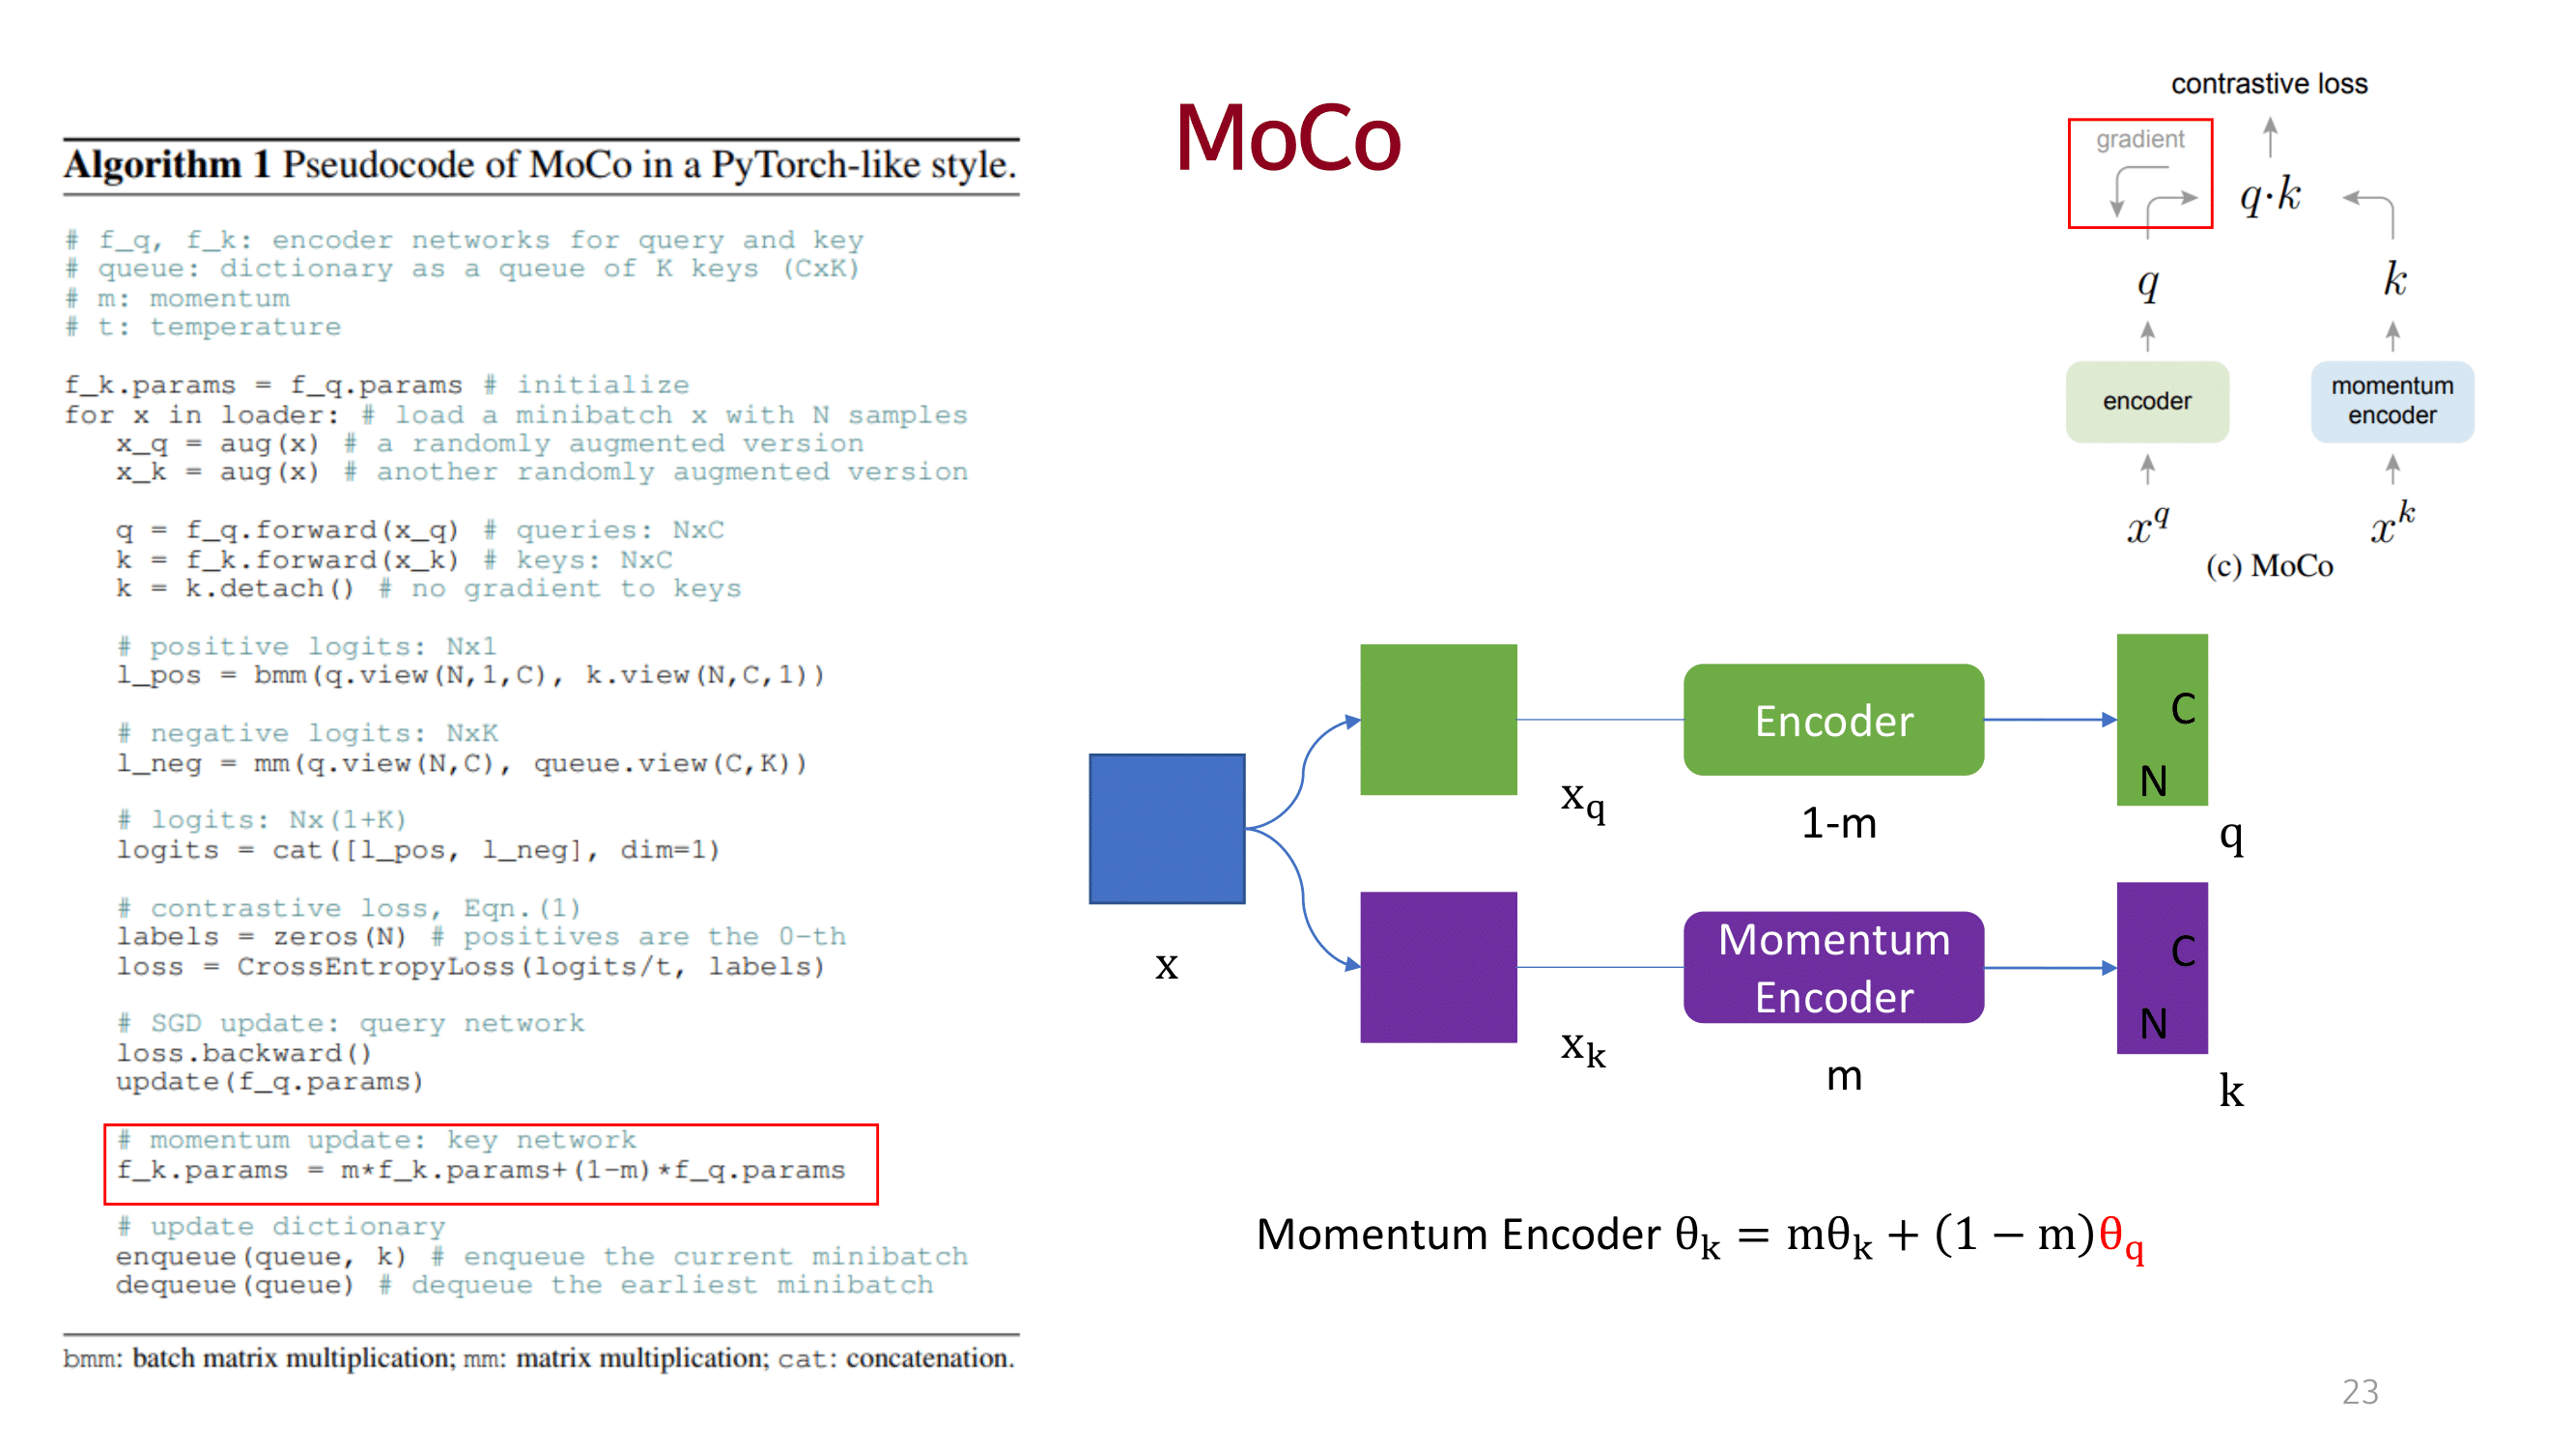 MoCo
Algorithm 1 Pseudocode of MoCo in a PyTorch-like style.
# f_q, f_k: encoder networks for query and key
# queue: dictionary as a queue of K keys (CxK)
# m: momentum
# t: temperature
f_k.params = f_q.params # initialize
for x in loader: # load a minibatch x with N samples
x_q = aug(x) # a randomly augmented version
x_k = aug(x) # another randomly augmented version
q = f_q.forward(x_q) # queries: NxC
k = f_k.forward(x_k) # keys: NxC
k = k.detach() # no gradient to keys
# positive logits: Nx1
l_pos = bmm(q.view(N,1,C), k.view(N,C,1))
# negative logits: NxK
l_neg = mm(q.view(N,C), queue.view(C,K))
# logits: Nx(1+K)
logits = cat([l_pos, l_neg], dim=1)
# contrastive loss, Eqn.(1)
labels = zeros(N) # positives are the 0-th
loss = CrossEntropyLoss(logits/t, labels)
# SGD update: query network
loss.backward()
update(f_q.params)
# momentum update: key network
f_k.params = m*f_k.params+(1-m)*f_q.params
# update dictionary
enqueue(queue, k) # enqueue the current minibatch
dequeue(queue) # dequeue the earliest minibatch
bmm: batch matrix multiplication; mm: matrix multiplication; cat: concatenation.
contrastive loss
gradient
q·k
q
k
encoder
momentum
encoder
x^q
x^k
(c) MoCo
x
x_q
Encoder
1-m
C
N
q
x_k
Momentum
Encoder
m
C
N
k
Momentum Encoder θ_k = mθ_k + (1 − m)θ_q
23